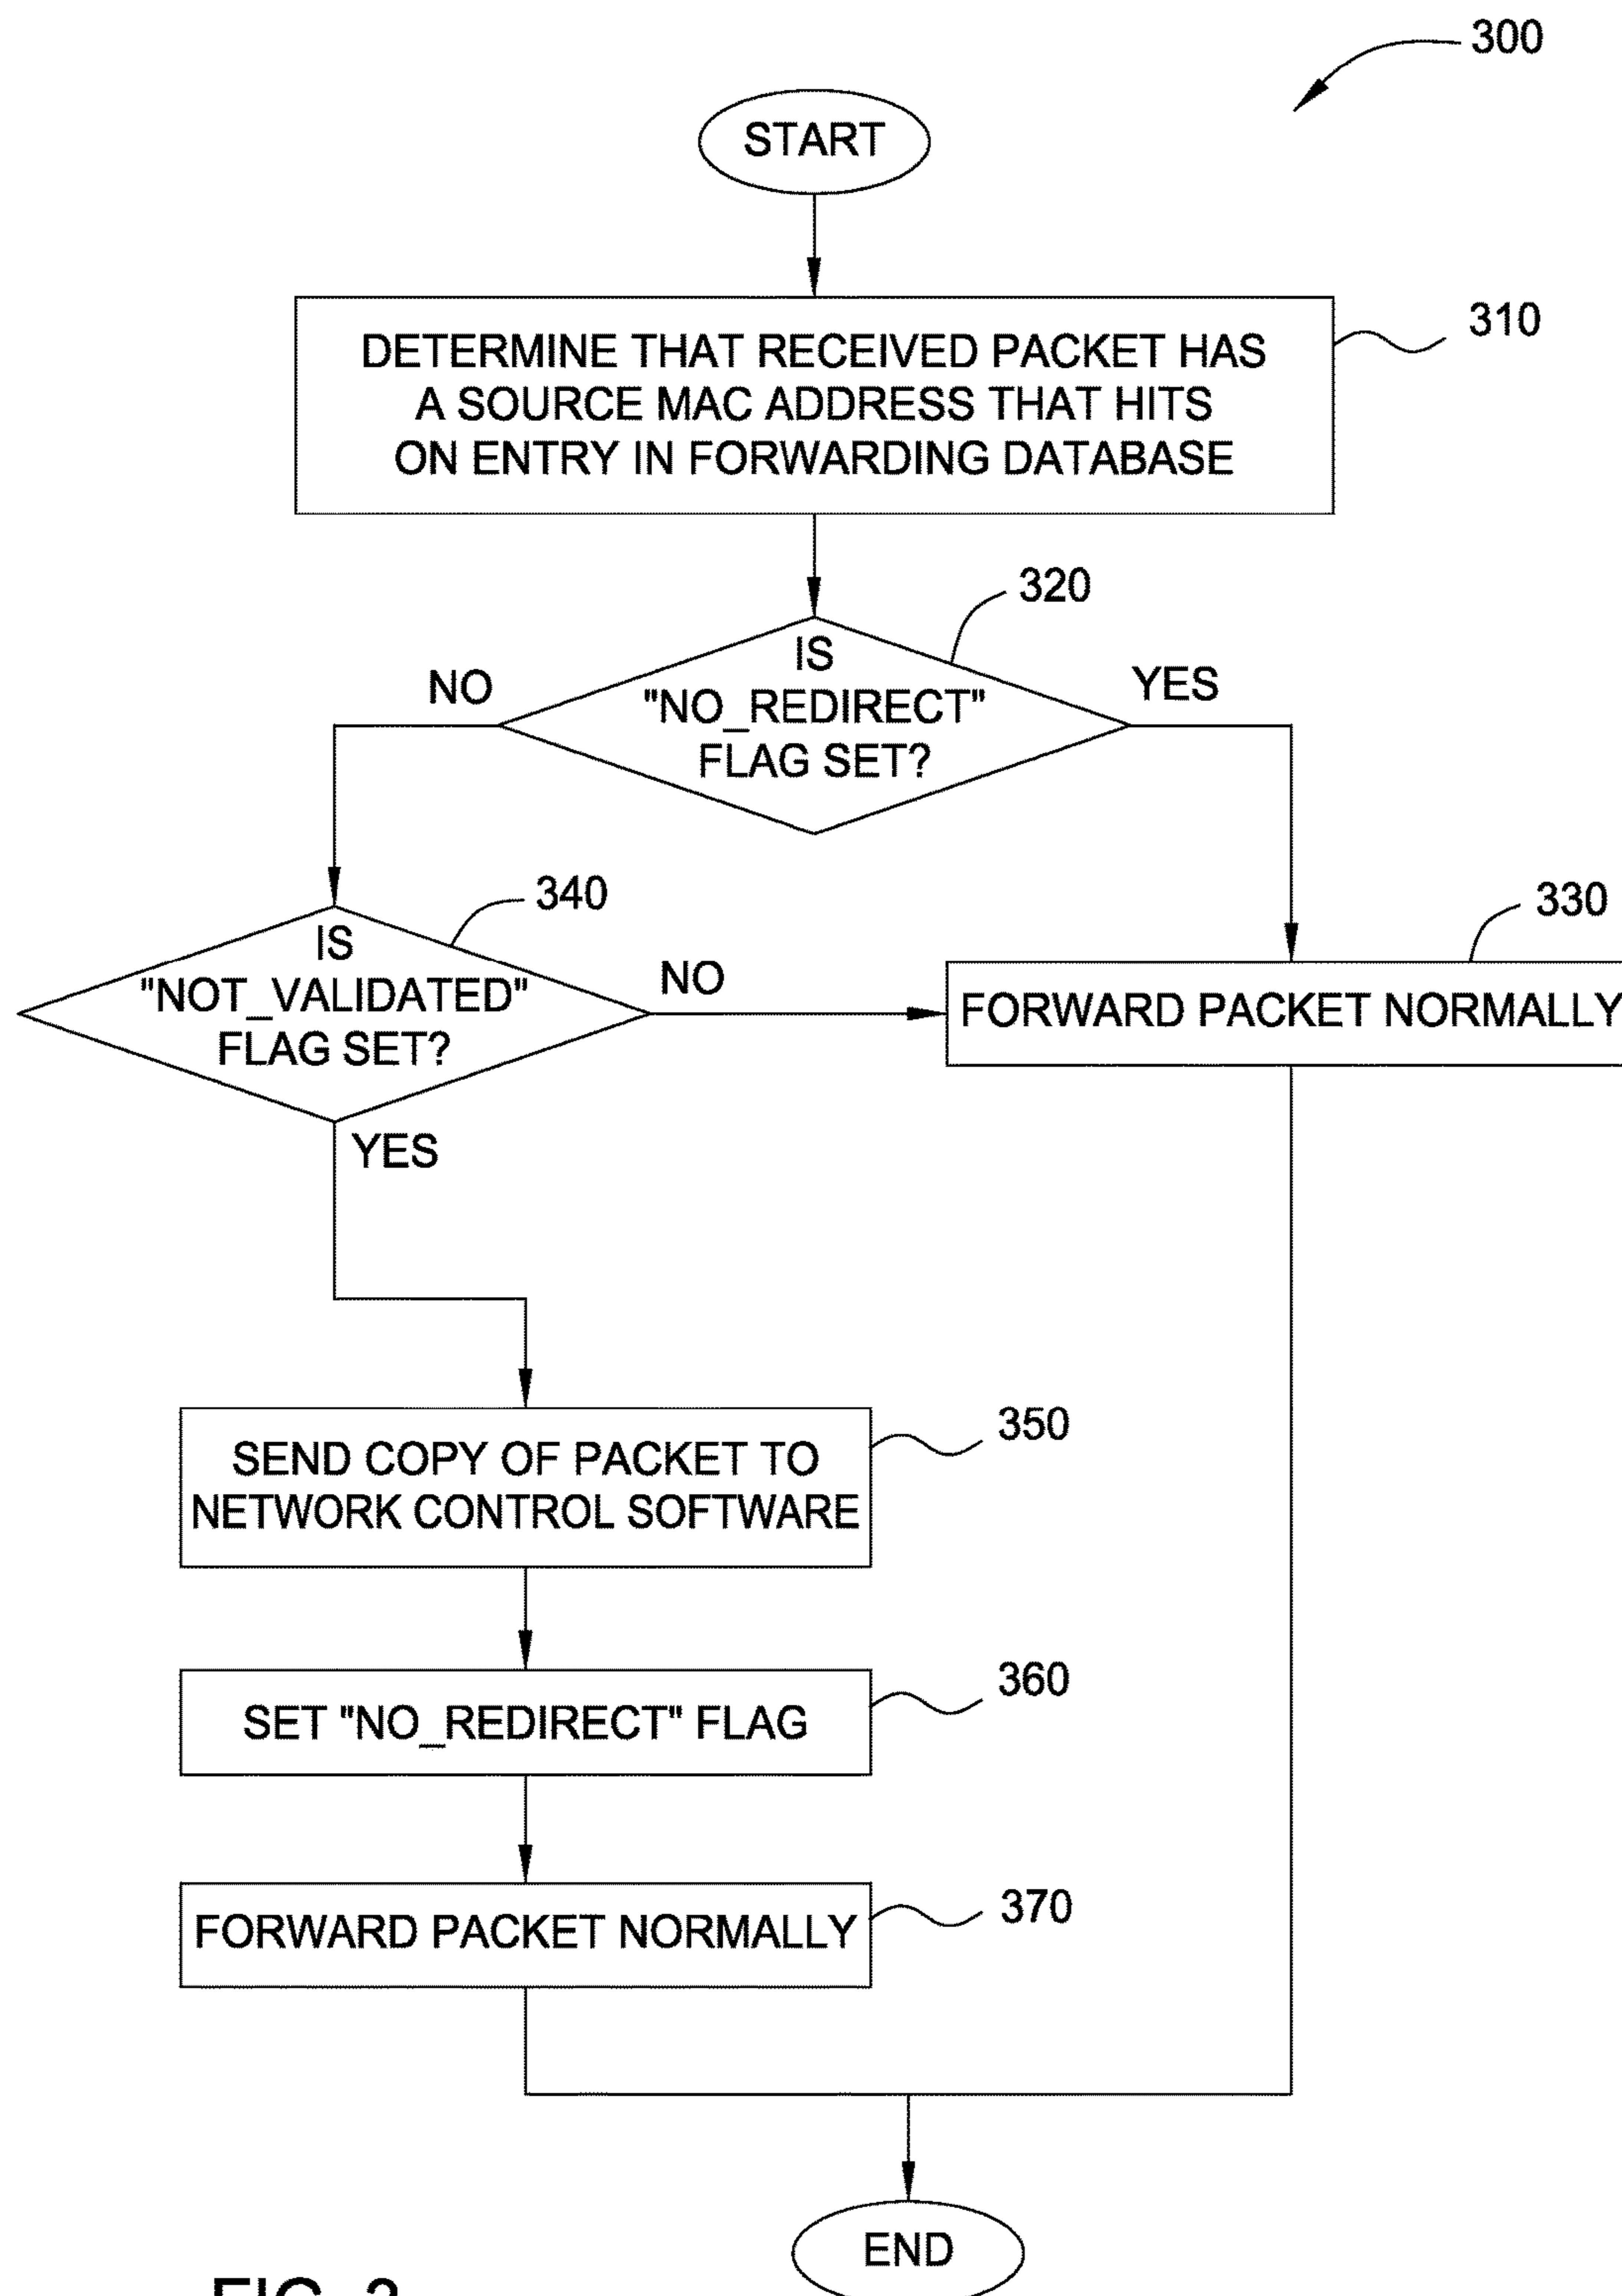 300
START
DETERMINE THAT RECEIVED PACKET HAS
A SOURCE MAC ADDRESS THAT HITS
ON ENTRY IN FORWARDING DATABASE
310
320
IS
"NO_REDIRECT"
FLAG SET?
NO
YES
340
IS
"NOT_VALIDATED"
FLAG SET?
NO
YES
330
FORWARD PACKET NORMALLY
350
SEND COPY OF PACKET TO
NETWORK CONTROL SOFTWARE
360
SET "NO_REDIRECT" FLAG
370
FORWARD PACKET NORMALLY
END